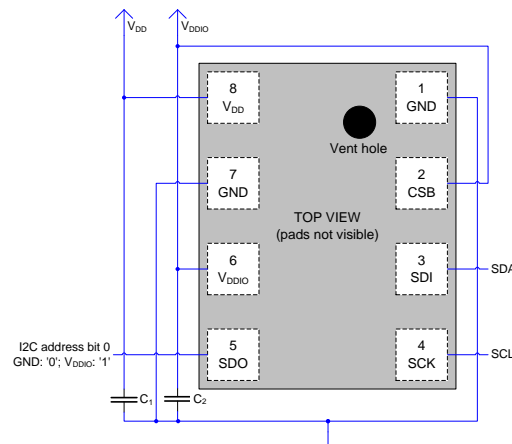 VDD
VDDIO
8
VDD
1
GND
Vent hole
7
GND
2
CSB
TOP VIEW
(pads not visible)
6
VDDIO
3
SDI
SDA
I2C address bit 0
GND: '0'; VDDIO: '1'
5
SDO
4
SCK
SCL
C1
C2